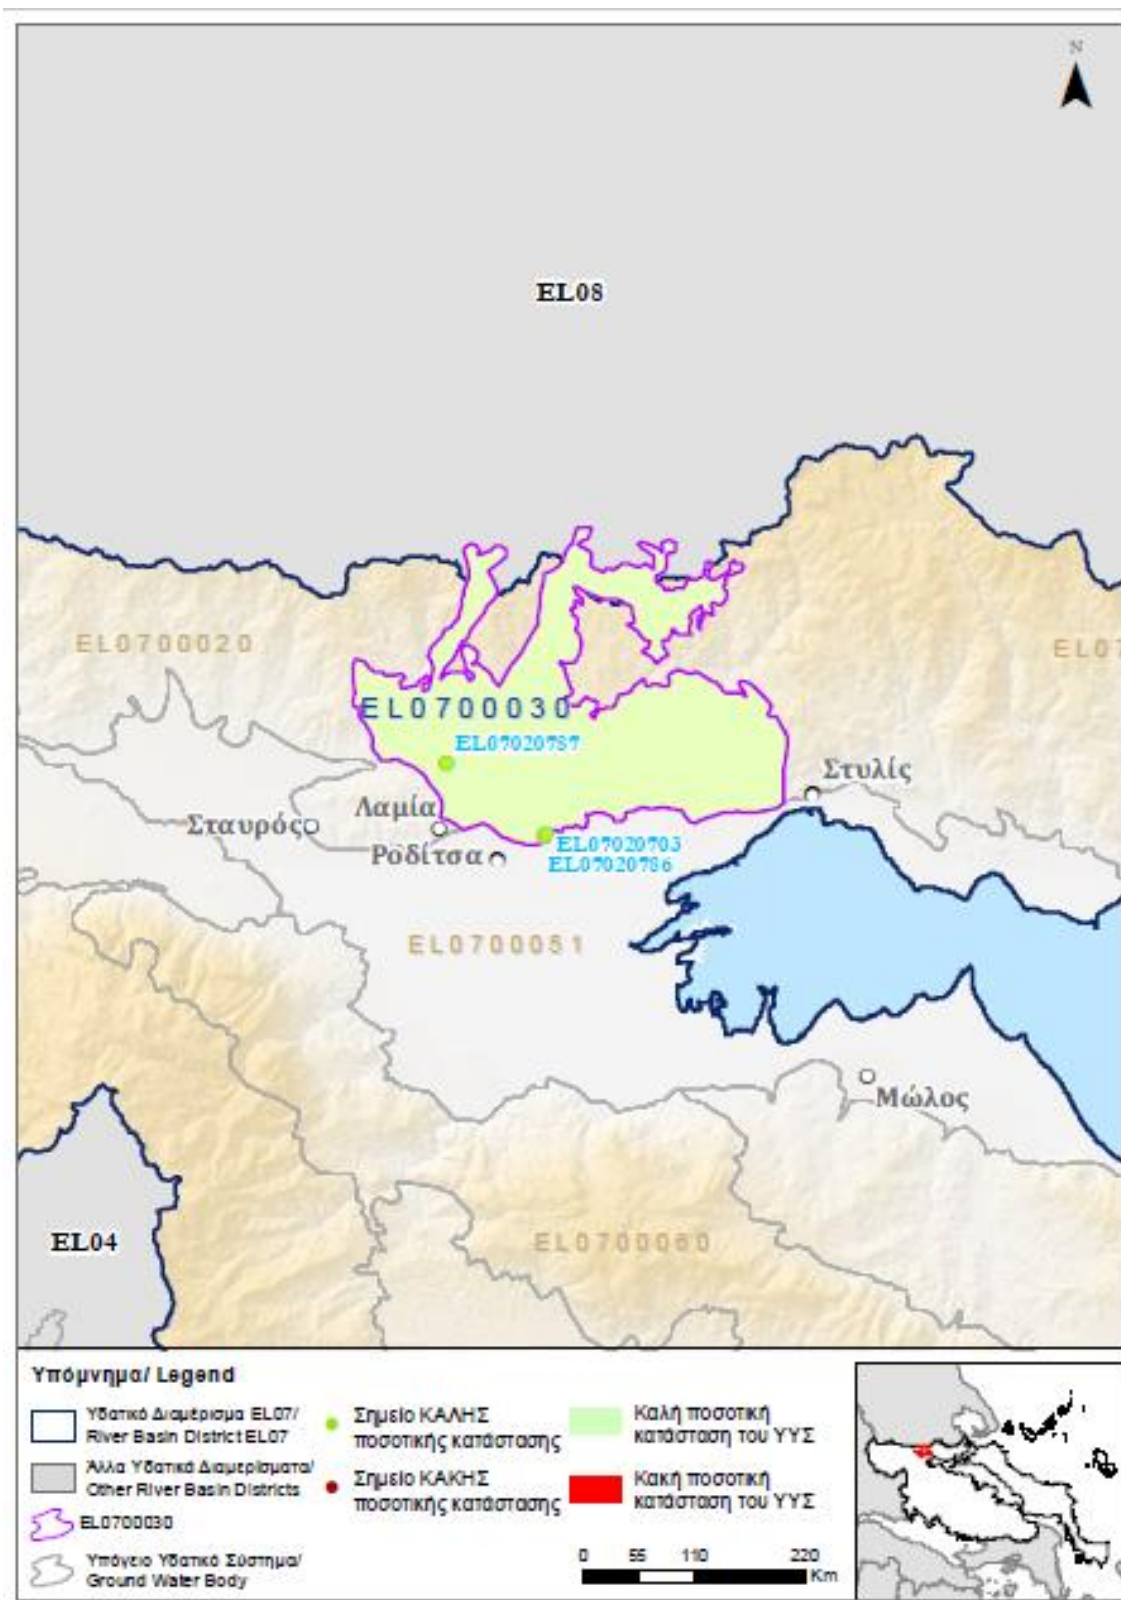 N
EL08
EL0700020
EL07
EL0700030
EL07020787
Στυλίς
Λαμία
Σταυρός
Ροδίτσα
EL07020703
EL07020786
EL0700051
Μώλος
EL04
EL0700060
Υπόμνημα/ Legend
Υδατικό Διαμέρισμα EL07/
River Basin District EL07
Άλλα Υδατικά Διαμερίσματα/
Other River Basin Districts
EL0700030
Υπόγειο Υδατικό Σύστημα/
Ground Water Body
Σημείο ΚΑΛΗΣ
ποσοτικής κατάστασης
Σημείο ΚΑΚΗΣ
ποσοτικής κατάστασης
Καλή ποσοτική
κατάσταση του ΥΥΣ
Κακή ποσοτική
κατάσταση του ΥΥΣ
0 55 110 220
Km